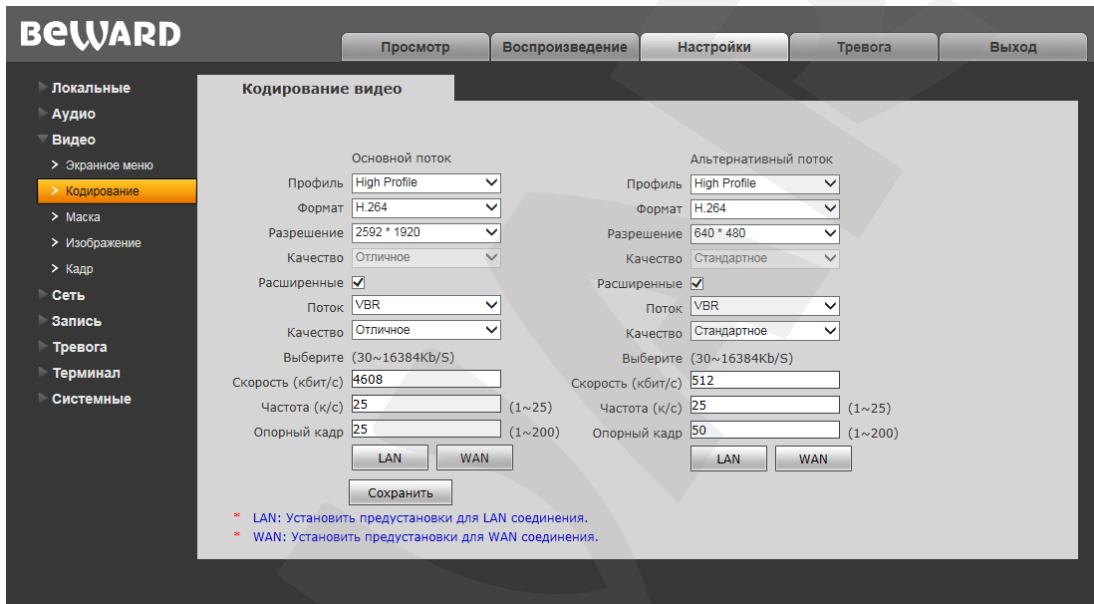 BEWARD
Просмотр Воспроизведение Настройки Тревога Выход
Локальные
Аудио
Видео
> Экранное меню
> Кодирование
> Маска
> Изображение
> Кадр
Сеть
Запись
Тревога
Терминал
Системные
Кодирование видео
Основной поток
Профиль High Profile
Формат H.264
Разрешение 2592 * 1920
Качество Отличное
Расширенные
Поток VBR
Качество Отличное
Выберите (30~16384Kb/S)
Скорость (кбит/с) 4608
Частота (к/с) 25 (1~25)
Опорный кадр 25 (1~200)
LAN WAN
Альтернативный поток
Профиль High Profile
Формат H.264
Разрешение 640 * 480
Качество Стандартное
Расширенные
Поток VBR
Качество Стандартное
Выберите (30~16384Kb/S)
Скорость (кбит/с) 512
Частота (к/с) 25 (1~25)
Опорный кадр 50 (1~200)
LAN WAN
Сохранить
* LAN: Установить предустановки для LAN соединения.
* WAN: Установить предустановки для WAN соединения.